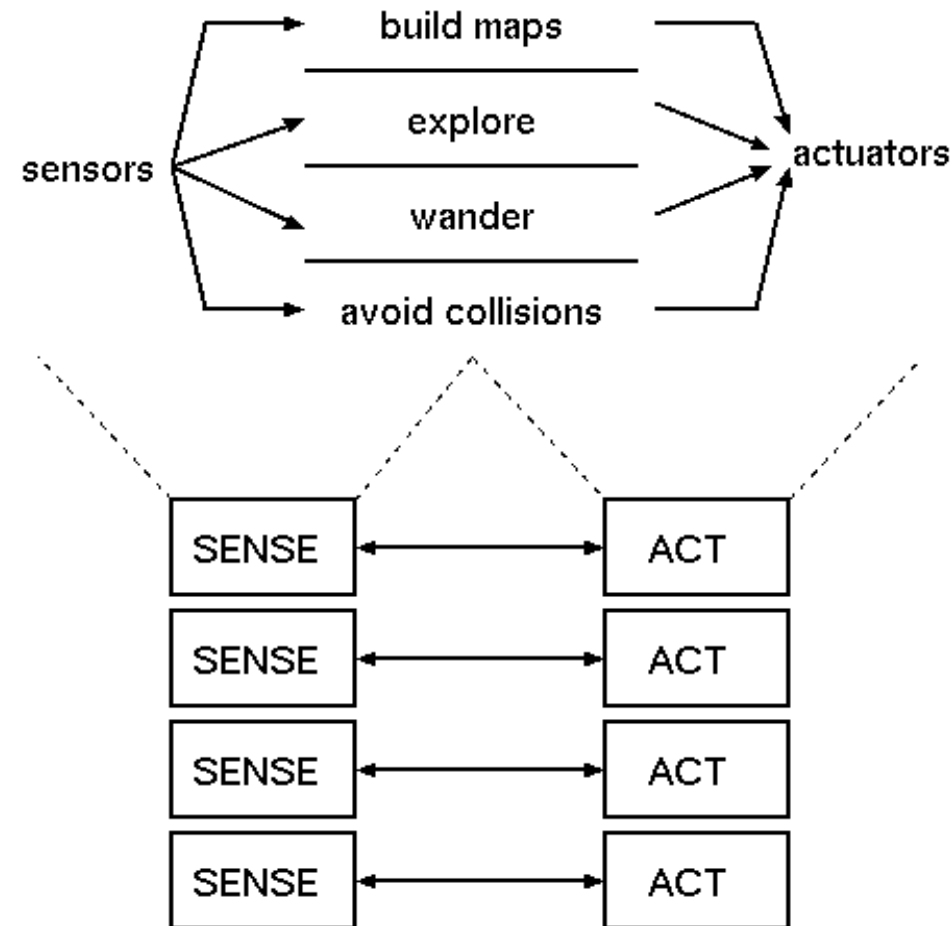 build maps
explore
sensors
actuators
wander
avoid collisions
SENSE ACT
SENSE ACT
SENSE ACT
SENSE ACT